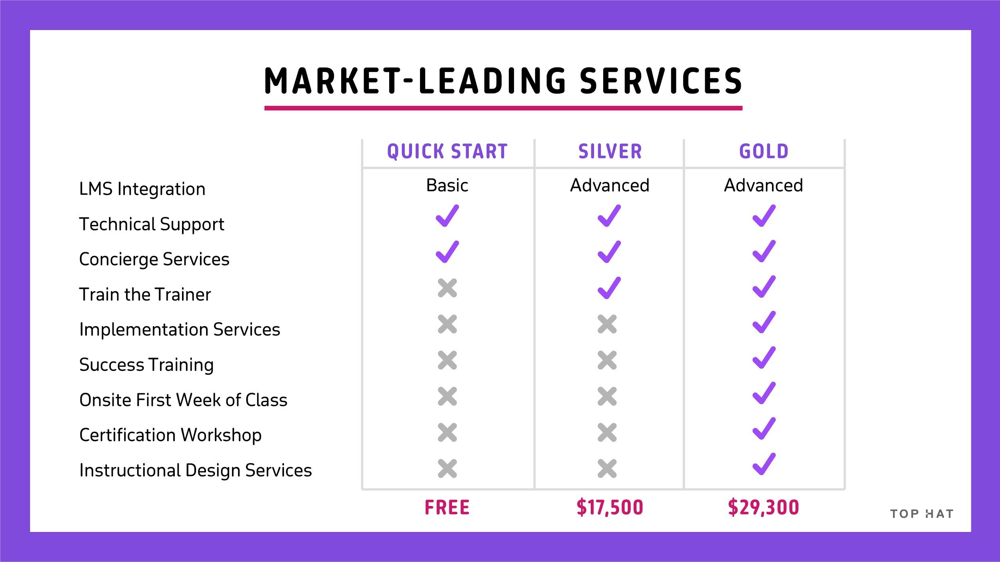 MARKET-LEADING SERVICES
QUICK START SILVER GOLD
LMS Integration Basic Advanced Advanced
Technical Support
Concierge Services
Train the Trainer
Implementation Services
Success Training
Onsite First Week of Class
Certification Workshop
Instructional Design Services
FREE $17,500 $29,300
TOP HAT